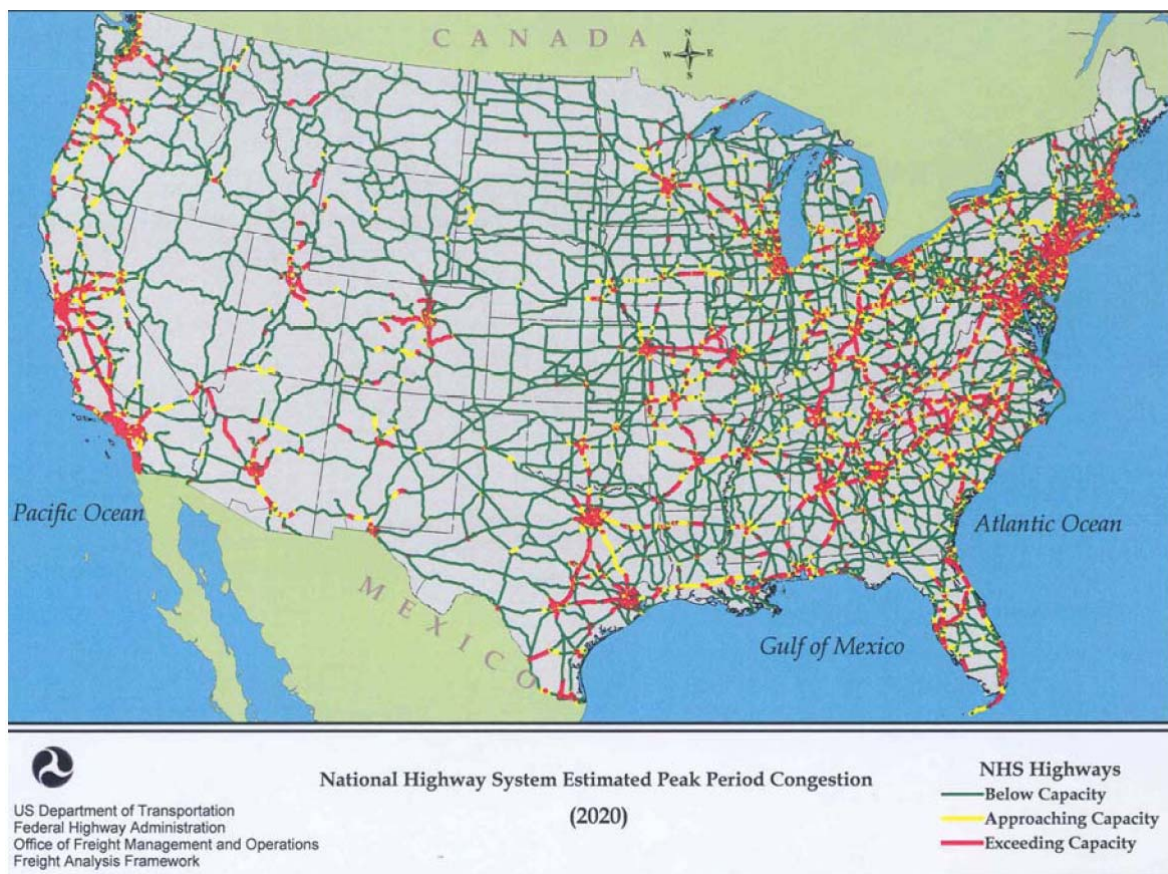 CANADA
N
W E
S
Pacific Ocean
Atlantic Ocean
MEXICO
Gulf of Mexico
US Department of Transportation
Federal Highway Administration
Office of Freight Management and Operations
Freight Analysis Framework
National Highway System Estimated Peak Period Congestion
(2020)
NHS Highways
Below Capacity
Approaching Capacity
Exceeding Capacity